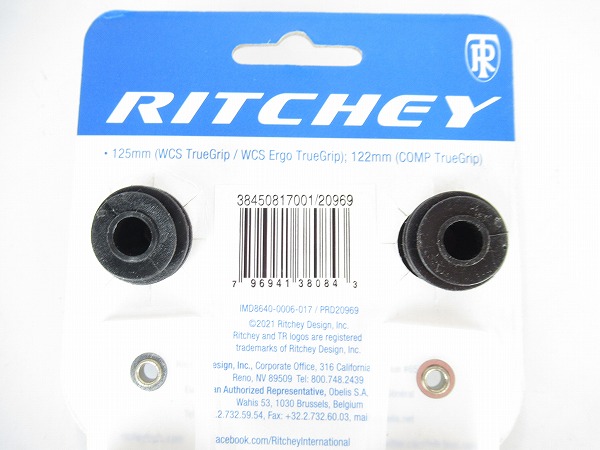 TR
RITCHEY
• 125mm (WCS TrueGrip / WCS Ergo TrueGrip); 122mm (COMP TrueGrip)
38450817001/20969
7 96941 38084 3
IMD8640-0006-017 / PRD20969
©2021 Ritchey Design, Inc.
Ritchey and TR logos are registered
trademarks of Ritchey Design, Inc.
esign, Inc., Corporate Office, 316 California
Reno, NV 89509 Tel: 800.748.2439
an Authorized Representative, Obelis S.A.
Wahis 53, 1030 Brussels, Belgium
2.732.59.54, Fax: +32.2.732.60.03, mai
acebook.com/RitcheyInternational